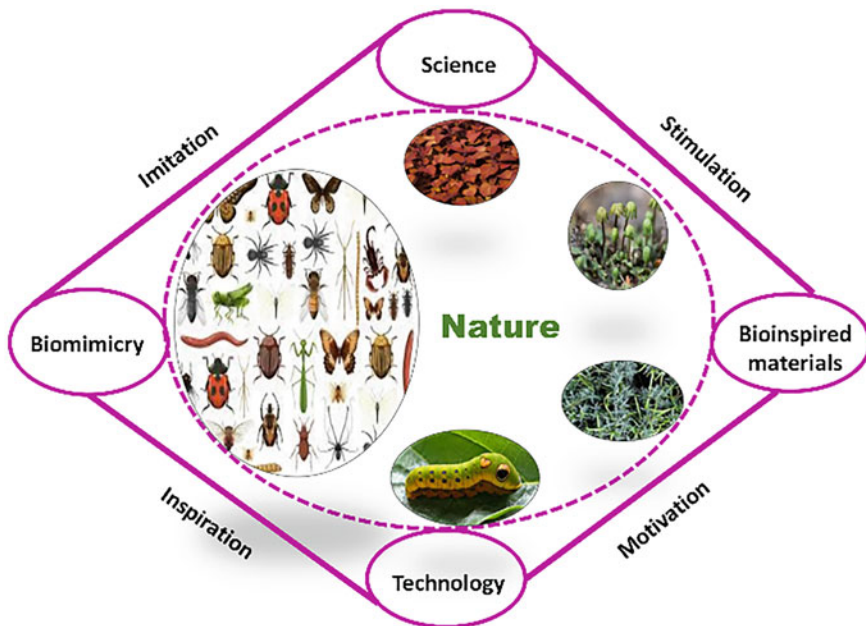 Science
Imitation
Stimulation
Nature
Biomimicry
Bioinspired
materials
Inspiration
Motivation
Technology